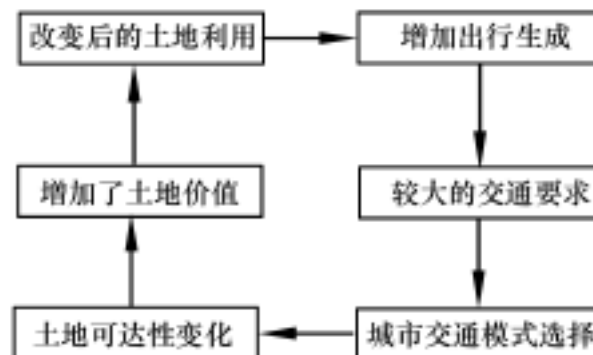 改变后的土地利用
增加出行生成
增加了土地价值
较大的交通要求
土地可达性变化
城市交通模式选择